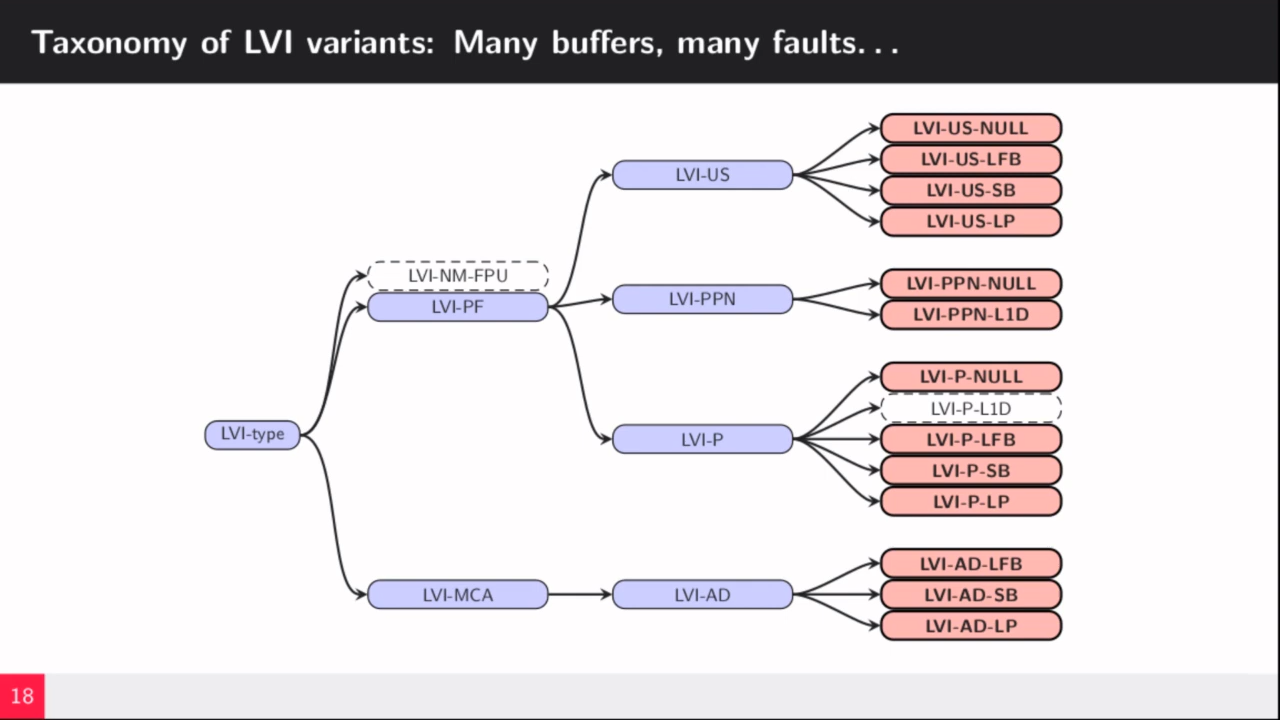 Taxonomy of LVI variants: Many buffers, many faults...
LVI-type
LVI-NM-FPU
LVI-PF
LVI-MCA
LVI-US
LVI-PPN
LVI-P
LVI-AD
LVI-US-NULL
LVI-US-LFB
LVI-US-SB
LVI-US-LP
LVI-PPN-NULL
LVI-PPN-L1D
LVI-P-NULL
LVI-P-L1D
LVI-P-LFB
LVI-P-SB
LVI-P-LP
LVI-AD-LFB
LVI-AD-SB
LVI-AD-LP
18